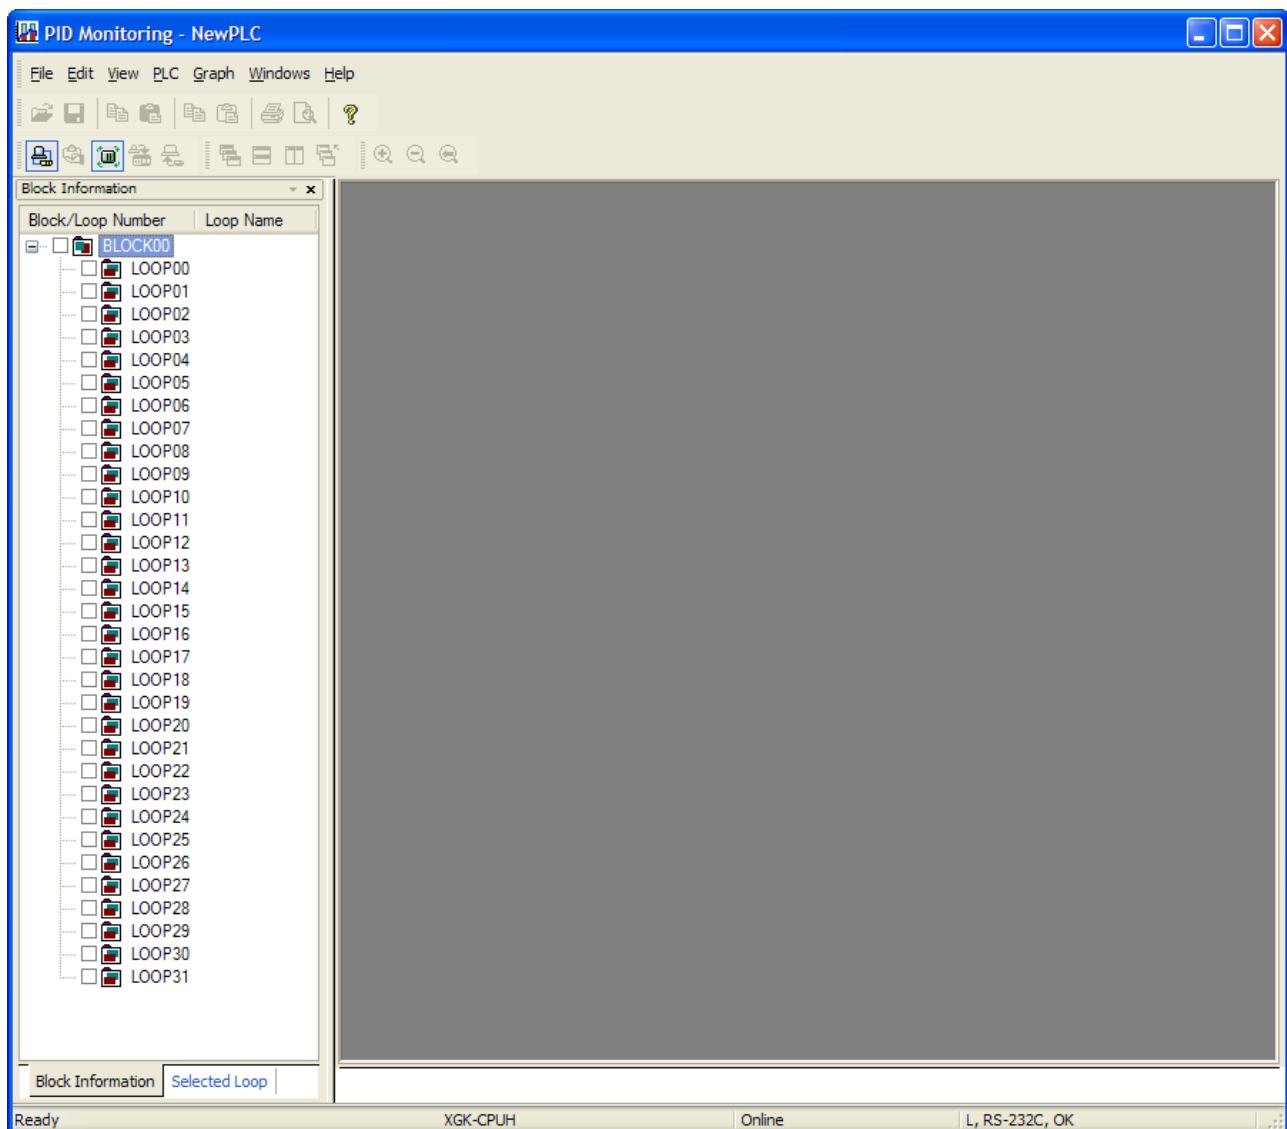 PID Monitoring - NewPLC
File Edit View PLC Graph Windows Help
Block Information
Block/Loop Number Loop Name
BLOCK00
LOOP00
LOOP01
LOOP02
LOOP03
LOOP04
LOOP05
LOOP06
LOOP07
LOOP08
LOOP09
LOOP10
LOOP11
LOOP12
LOOP13
LOOP14
LOOP15
LOOP16
LOOP17
LOOP18
LOOP19
LOOP20
LOOP21
LOOP22
LOOP23
LOOP24
LOOP25
LOOP26
LOOP27
LOOP28
LOOP29
LOOP30
LOOP31
Block Information Selected Loop
Ready XGK-CPUH Online L, RS-232C, OK